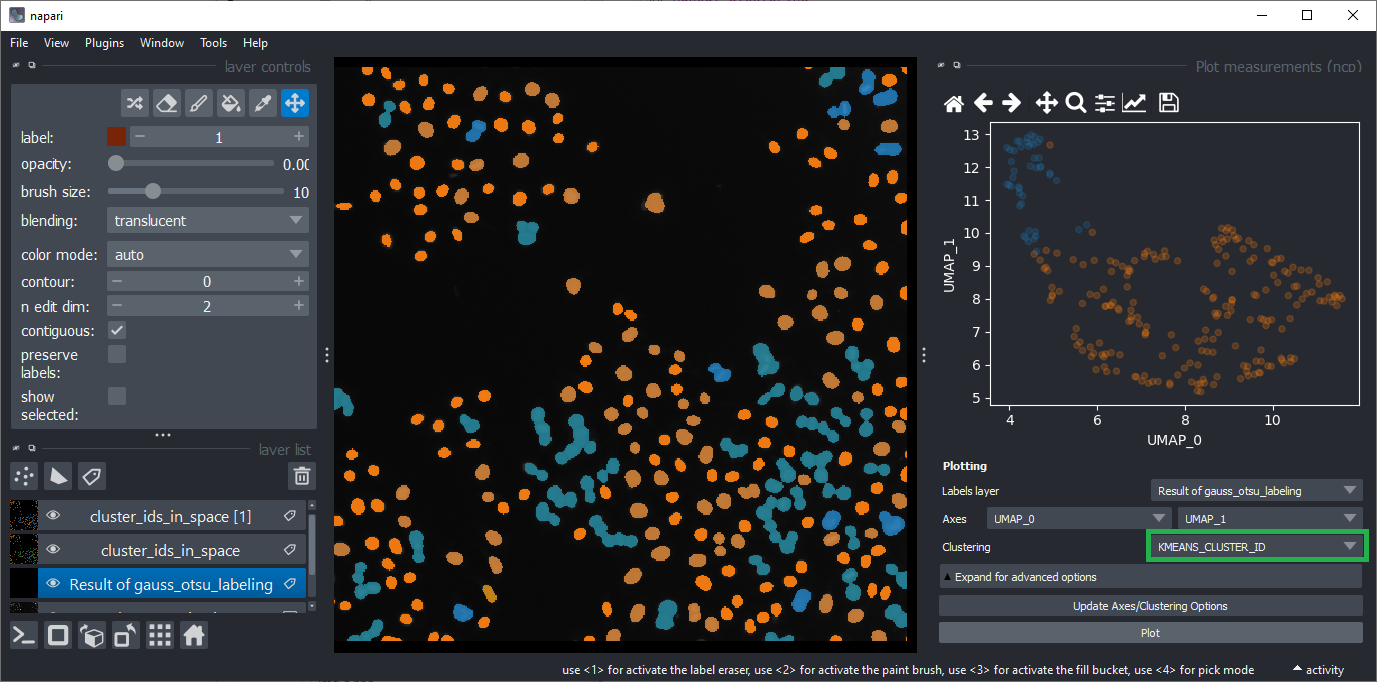 napari
File View Plugins Window Tools Help
layer controls
label: 1
opacity: 0.00
brush size: 10
blending: translucent
color mode: auto
contour: 0
n edit dim: 2
contiguous:
preserve
labels:
show
selected:
layer list
cluster_ids_in_space [1]
cluster_ids_in_space
Result of gauss_otsu_labeling
Plot measurements (ncp)
13
12
11
10
9
8
7
6
5
UMAP_1
4 6 8 10
UMAP_0
Plotting
Labels layer Result of gauss_otsu_labeling
Axes UMAP_0 UMAP_1
Clustering KMEANS_CLUSTER_ID
Expand for advanced options
Update Axes/Clustering Options
Plot
use <1> for activate the label eraser, use <2> for activate the paint brush, use <3> for activate the fill bucket, use <4> for pick mode
activity